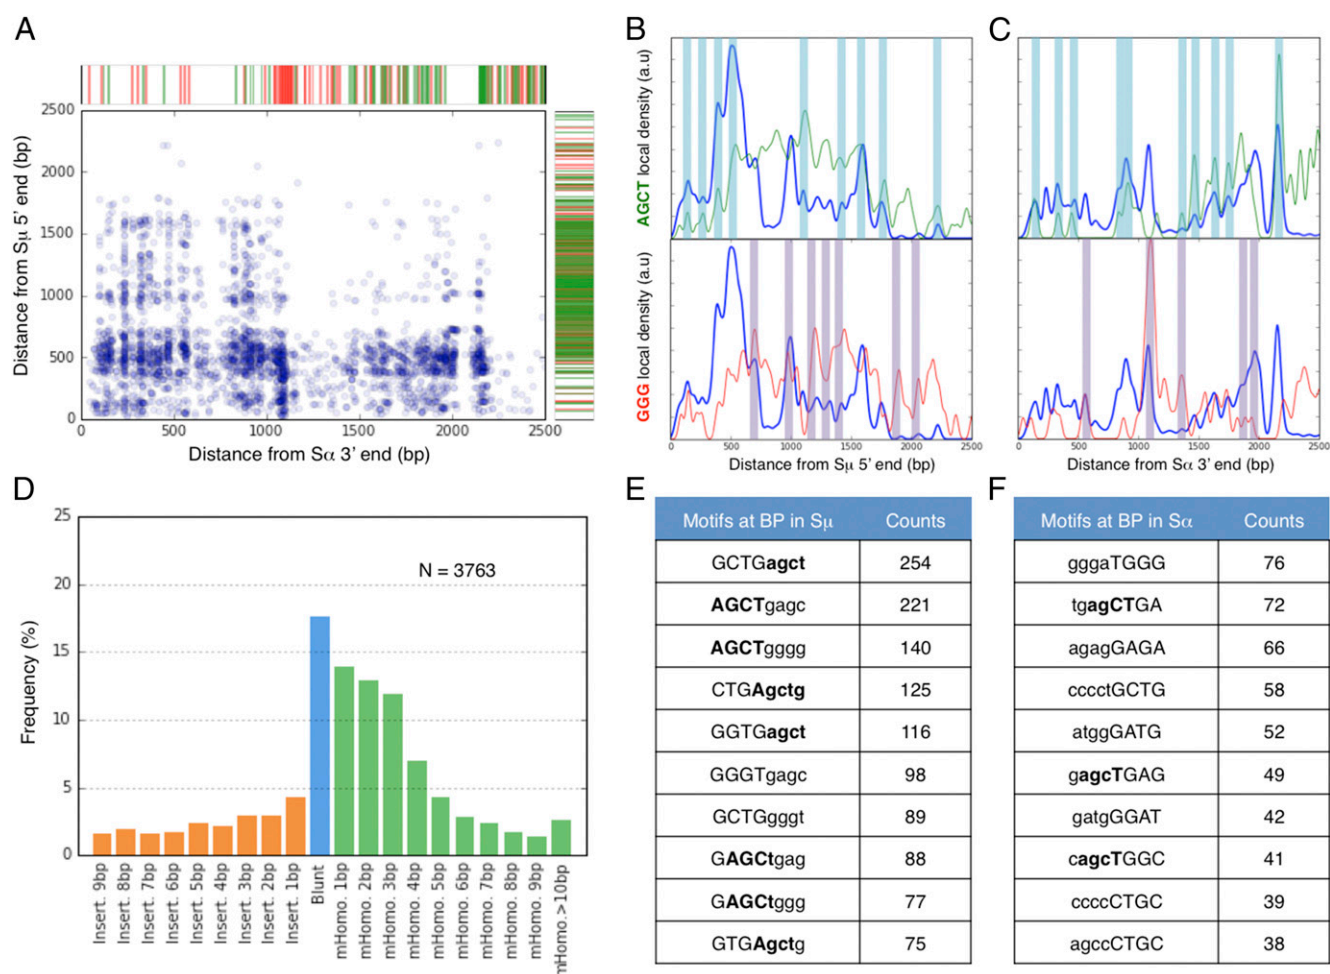 A
2500
2000
1500
1000
500
0
Distance from Sμ 5' end (bp)
0
500
1000
1500
2000
2500
Distance from Sα 3' end (bp)
B
AGCT local density (a.u)
GGG local density (a.u)
500
1000
1500
2000
2500
Distance from Sμ 5' end (bp)
C
0
500
1000
1500
2000
2500
Distance from Sα 3' end (bp)
D
25
20
15
10
5
0
Frequency (%)
N = 3763
Insert. 9bp
Insert. 8bp
Insert. 7bp
Insert. 6bp
Insert. 5bp
Insert. 4bp
Insert. 3bp
Insert. 2bp
Insert. 1bp
Blunt
mHomo. 1bp
mHomo. 2bp
mHomo. 3bp
mHomo. 4bp
mHomo. 5bp
mHomo. 6bp
mHomo. 7bp
mHomo. 8bp
mHomo. 9bp
mHomo.>10bp
E
Motifs at BP in Sμ Counts
GCTGagct 254
AGCTgagc 221
AGCTgggg 140
CTGAgctg 125
GGTGagct 116
GGGTgagc 98
GCTGgggt 89
GAGCtgag 88
GAGCtggg 77
GTGAgctg 75
F
Motifs at BP in Sα Counts
gggaTGGG 76
tgagCTGA 72
agagGAGA 66
cccctGCTG 58
atggGATG 52
gagcTGAG 49
gatgGGAT 42
cagcTGGC 41
ccccCTGC 39
agccCTGC 38